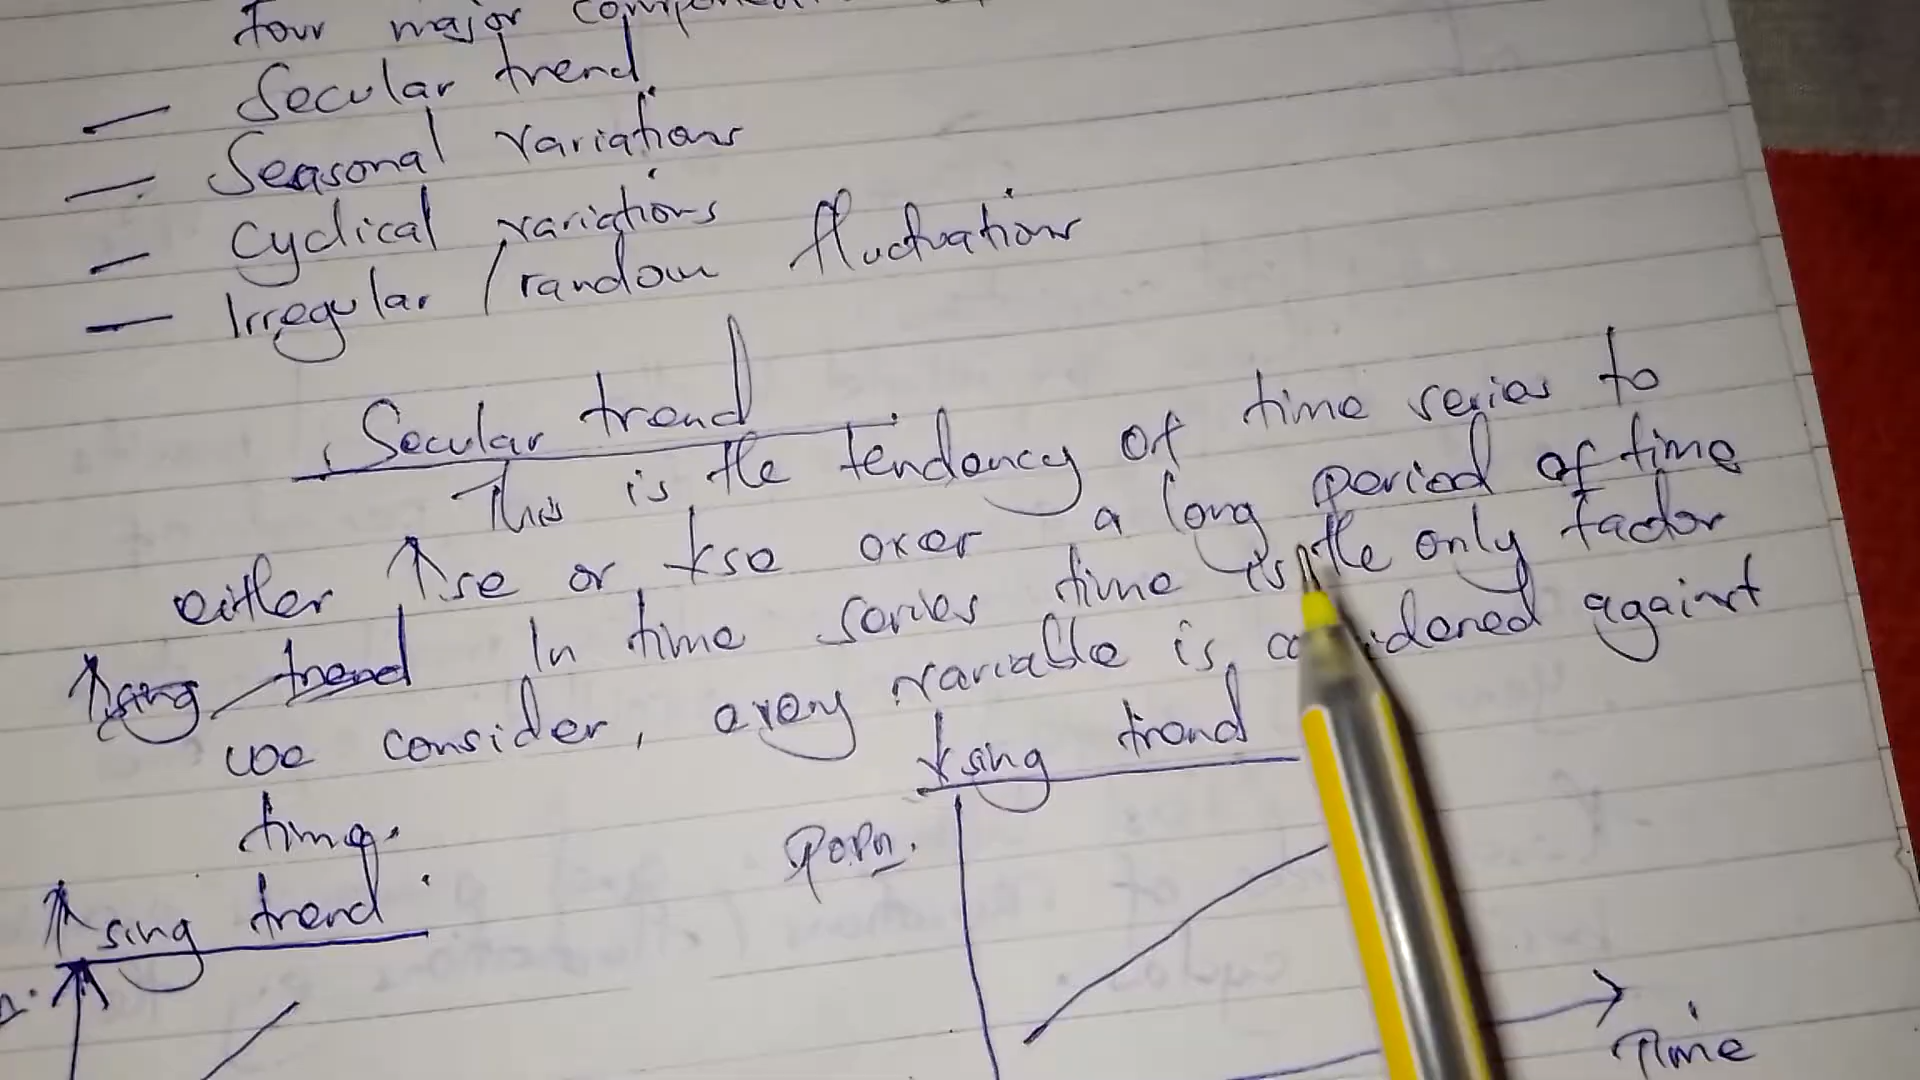 Four major
- Secular trend
- Seasonal variations
- Cyclical variations
- Irregular / random fluctuations
Secular trend
This is the tendency of time series to
either ↑se or ↓se over a long period of time
↑sing trend In time series time is the only factor
we consider, every variable is considered against
time.
↓sing trend
↑sing trend
Popn.
Time